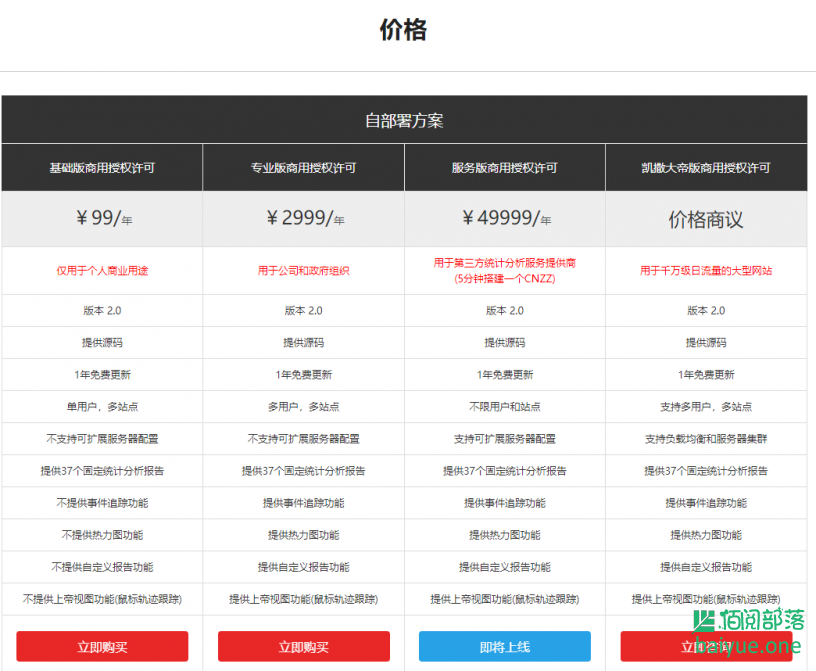 价格
自部署方案
基础版商用授权许可 专业版商用授权许可 服务版商用授权许可 凯撒大帝版商用授权许可
¥99/年 ¥2999/年 ¥49999/年 价格商议
仅用于个人商业用途 用于公司和政府组织 用于第三方统计分析服务提供商 用于千万级日流量的大型网站
(5分钟搭建一个CNZZ)
版本 2.0 版本 2.0 版本 2.0 版本 2.0
提供源码 提供源码 提供源码 提供源码
1年免费更新 1年免费更新 1年免费更新 1年免费更新
单用户，多站点 多用户，多站点 不限用户和站点 支持多用户，多站点
不支持可扩展服务器配置 不支持可扩展服务器配置 支持可扩展服务器配置 支持负载均衡和服务器集群
提供37个固定统计分析报告 提供37个固定统计分析报告 提供37个固定统计分析报告 提供37个固定统计分析报告
不提供事件追踪功能 提供事件追踪功能 提供事件追踪功能 提供事件追踪功能
不提供热力图功能 提供热力图功能 提供热力图功能 提供热力图功能
不提供自定义报告功能 提供自定义报告功能 提供自定义报告功能 提供自定义报告功能
不提供上帝视图功能(鼠标轨迹跟踪) 提供上帝视图功能(鼠标轨迹跟踪) 提供上帝视图功能(鼠标轨迹跟踪) 提供上帝视图功能(鼠标轨迹跟踪)
佰阅部落
立即购买 立即购买 即将上线
baiyue.one